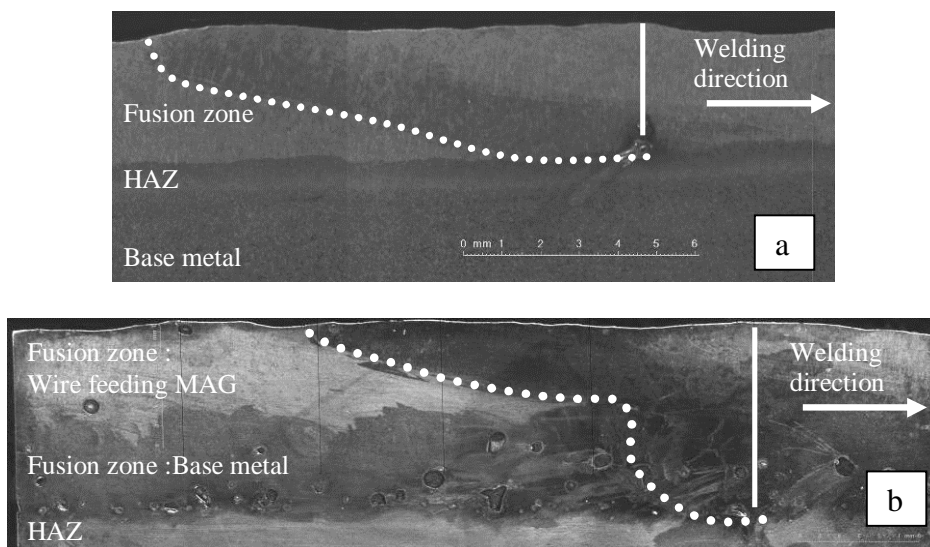 Welding
direction
Fusion zone
HAZ
Base metal
0 mm 1 2 3 4 5 6
a
Fusion zone :
Wire feeding MAG
Welding
direction
Fusion zone :Base metal
HAZ
b